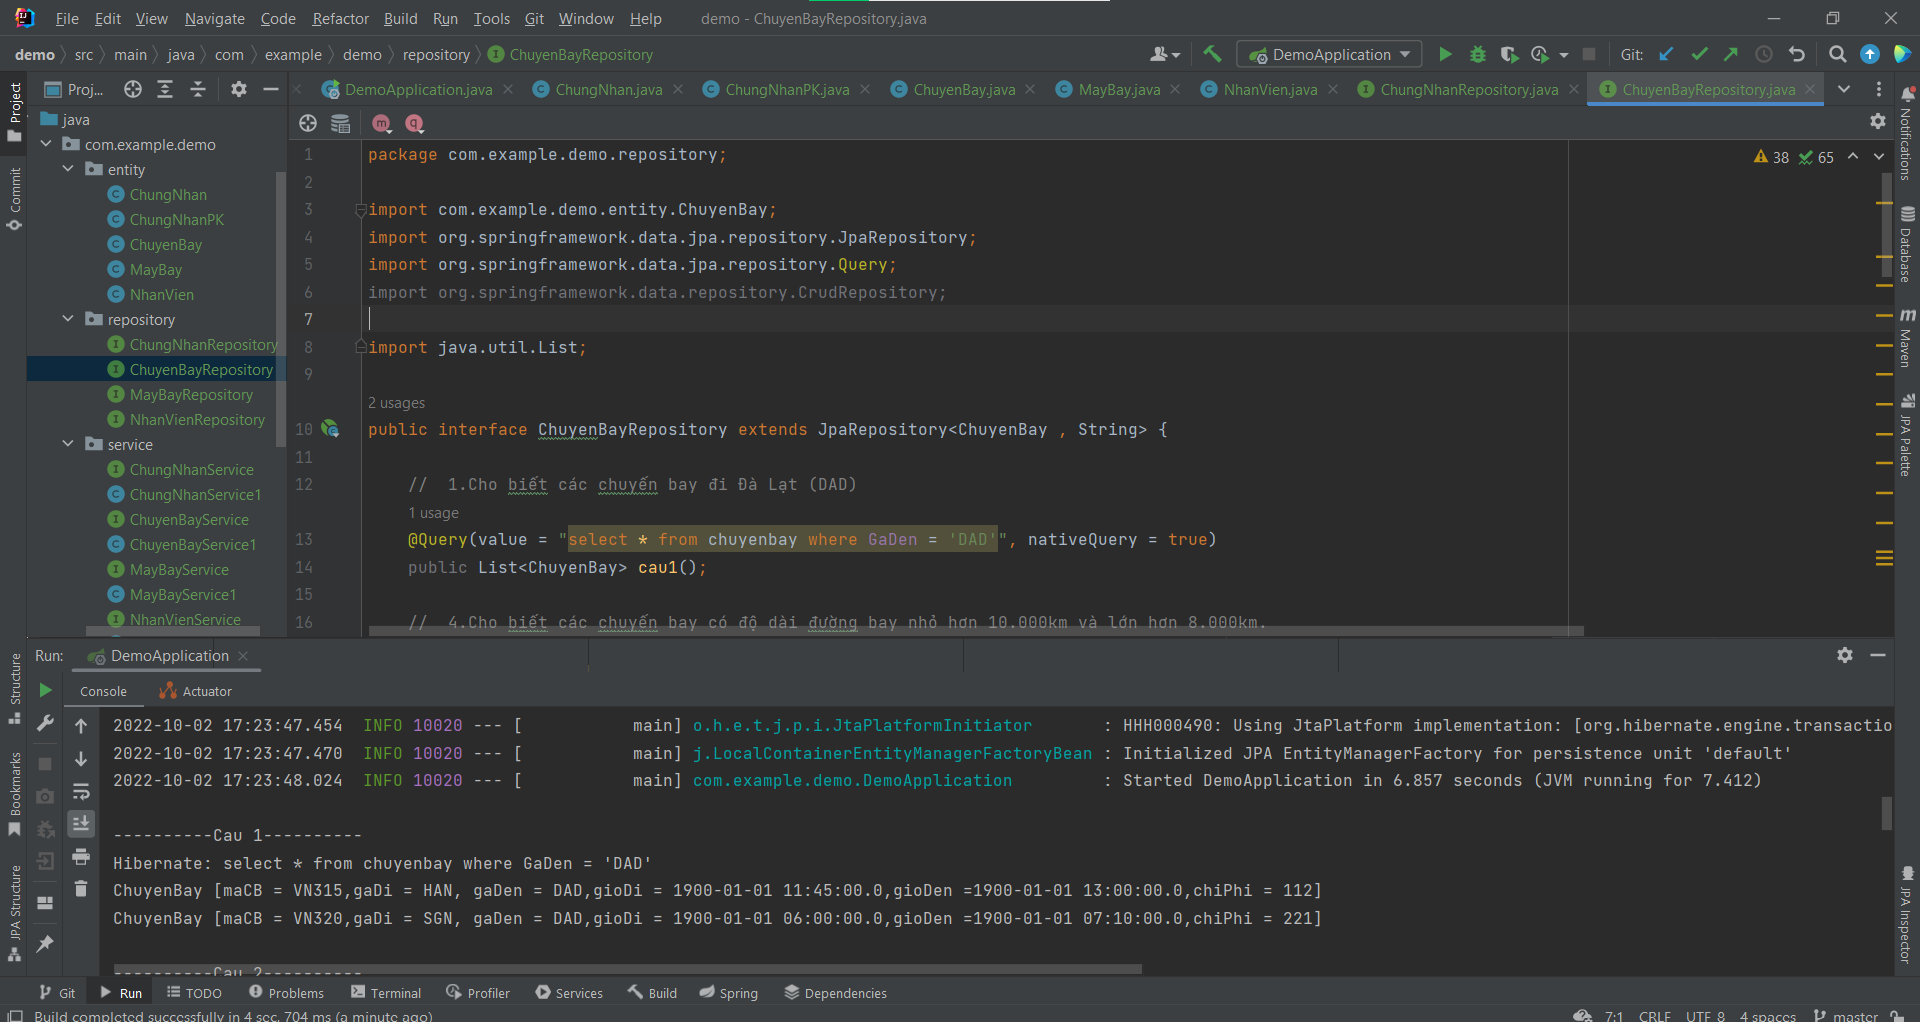 File Edit View Navigate Code Refactor Build Run Tools Git Window Help demo - ChuyenBayRepository.java
demo src main java com example demo repository ChuyenBayRepository
DemoApplication
Git:
Project
Proj...
DemoApplication.java
ChungNhan.java
ChungNhanPK.java
ChuyenBay.java
MayBay.java
NhanVien.java
ChungNhanRepository.java
ChuyenBayRepository.java
Notifications
Database
Maven
JPA Palette
JPA Inspector
Commit
Structure
Bookmarks
JPA Structure
java
com.example.demo
entity
ChungNhan
ChungNhanPK
ChuyenBay
MayBay
NhanVien
repository
ChungNhanRepository
ChuyenBayRepository
MayBayRepository
NhanVienRepository
service
ChungNhanService
ChungNhanService1
ChuyenBayService
ChuyenBayService1
MayBayService
MayBayService1
NhanVienService
38 65
1 package com.example.demo.repository;
2
3 import com.example.demo.entity.ChuyenBay;
4 import org.springframework.data.jpa.repository.JpaRepository;
5 import org.springframework.data.jpa.repository.Query;
6 import org.springframework.data.repository.CrudRepository;
7
8 import java.util.List;
9
2 usages
10 public interface ChuyenBayRepository extends JpaRepository<ChuyenBay , String> {
11
12 // 1.Cho biết các chuyến bay đi Đà Lạt (DAD)
1 usage
13 @Query(value = "select * from chuyenbay where GaDen = 'DAD'", nativeQuery = true)
14 public List<ChuyenBay> cau1();
15
16 // 4.Cho biết các chuyến bay có độ dài đường bay nhỏ hơn 10.000km và lớn hơn 8.000km.
Run: DemoApplication
Console Actuator
2022-10-02 17:23:47.454 INFO 10020 --- [ main] o.h.e.t.j.p.i.JtaPlatformInitiator : HHH000490: Using JtaPlatform implementation: [org.hibernate.engine.transactio
2022-10-02 17:23:47.470 INFO 10020 --- [ main] j.LocalContainerEntityManagerFactoryBean : Initialized JPA EntityManagerFactory for persistence unit 'default'
2022-10-02 17:23:48.024 INFO 10020 --- [ main] com.example.demo.DemoApplication : Started DemoApplication in 6.857 seconds (JVM running for 7.412)
----------Cau 1----------
Hibernate: select * from chuyenbay where GaDen = 'DAD'
ChuyenBay [maCB = VN315,gaDi = HAN, gaDen = DAD,gioDi = 1900-01-01 11:45:00.0,gioDen =1900-01-01 13:00:00.0,chiPhi = 112]
ChuyenBay [maCB = VN320,gaDi = SGN, gaDen = DAD,gioDi = 1900-01-01 06:00:00.0,gioDen =1900-01-01 07:10:00.0,chiPhi = 221]
----------Cau 2----------
Git Run TODO Problems Terminal Profiler Services Build Spring Dependencies
Build completed successfully in 4 sec, 704 ms (a minute ago) 7:1 CRLF UTF-8 4 spaces master